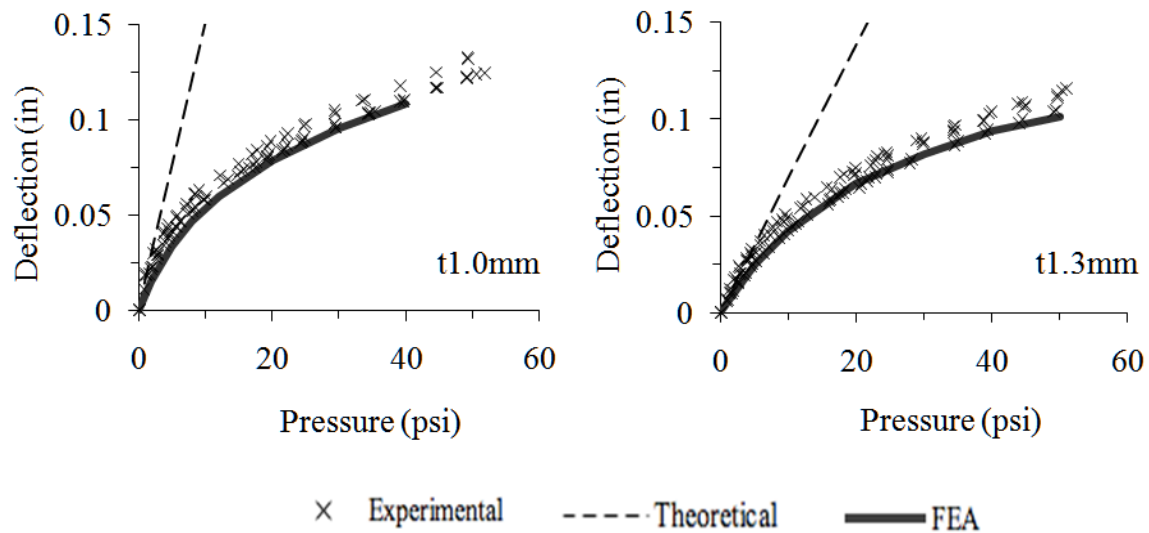 0.15
0.1
0.05
0
Deflection (in)
t1.0mm
0 20 40 60
Pressure (psi)
0.15
0.1
0.05
0
Deflection (in)
t1.3mm
0 20 40 60
Pressure (psi)
Experimental Theoretical FEA